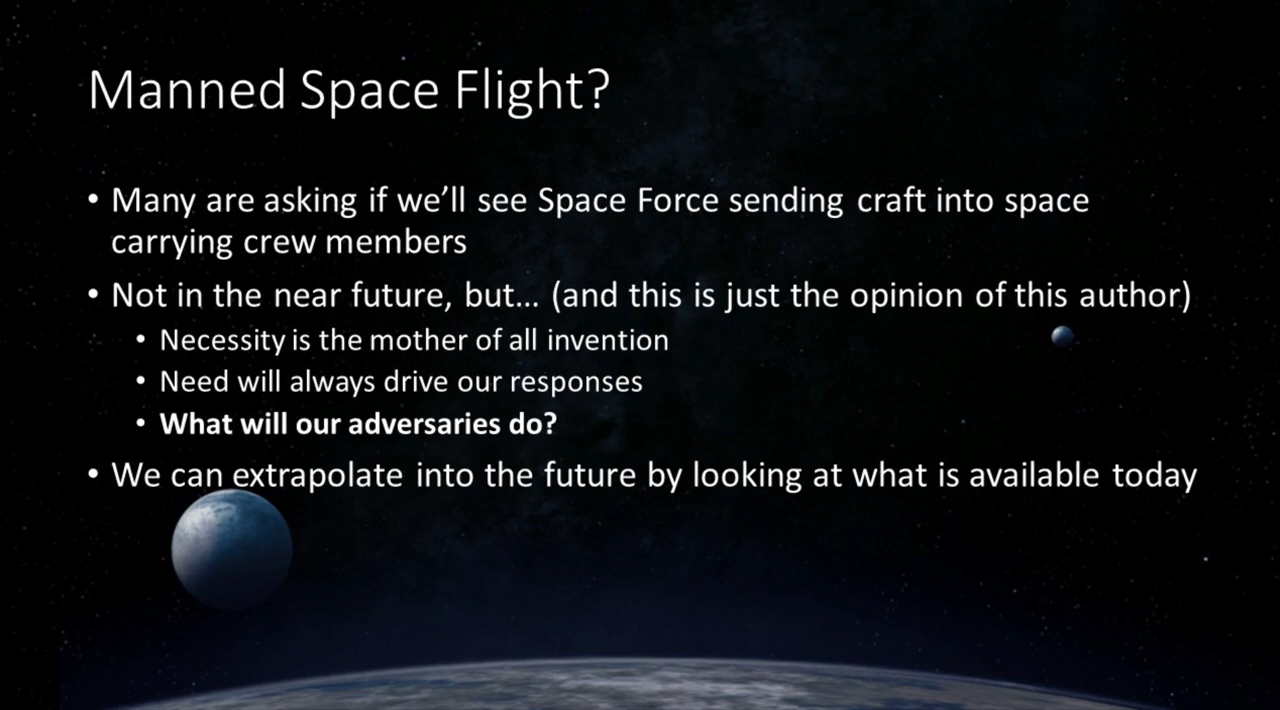 Manned Space Flight?
• Many are asking if we’ll see Space Force sending craft into space
carrying crew members
• Not in the near future, but... (and this is just the opinion of this author)
• Necessity is the mother of all invention
• Need will always drive our responses
• What will our adversaries do?
• We can extrapolate into the future by looking at what is available today